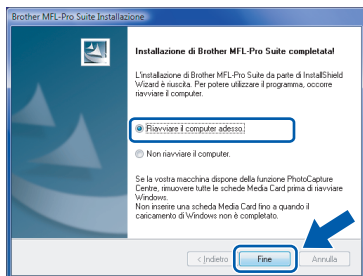 Brother MFL-Pro Suite Installazione
Installazione di Brother MFL-Pro Suite completata!
L'installazione di Brother MFL-Pro Suite da parte di InstallShield
Wizard è riuscita. Per potere utilizzare il programma, occorre
riavviare il computer.
Riavviare il computer adesso.
Non riavviare il computer.
Se la vostra macchina dispone della funzione PhotoCapture
Centre, rimuovere tutte le schede Media Card prima di riavviare
Windows.
Non inserire una scheda Media Card fino a quando il
caricamento di Windows non è completato.
< Indietro Fine Annulla